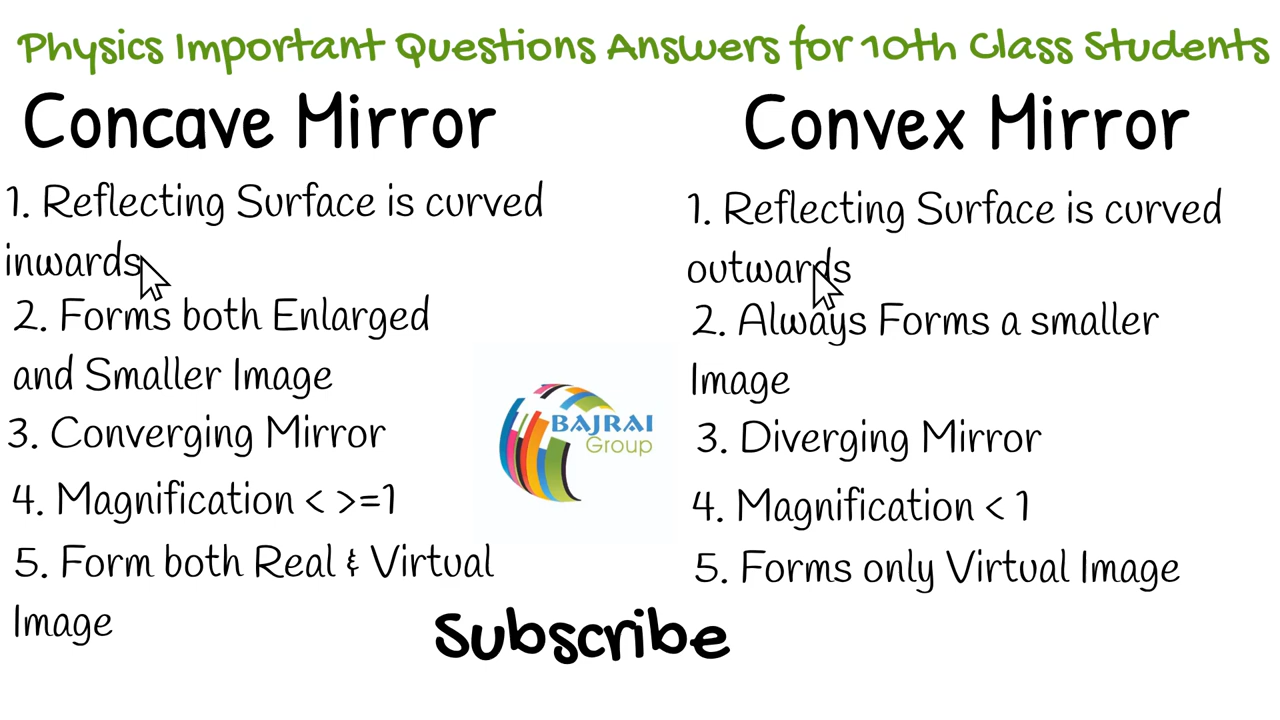 Physics Important Questions Answers for 10th Class Students
Concave Mirror
1. Reflecting Surface is curved
inwards
2. Forms both Enlarged
and Smaller Image
3. Converging Mirror
4. Magnification < >=1
5. Form both Real & Virtual
Image
Convex Mirror
1. Reflecting Surface is curved
outwards
2. Always Forms a smaller
Image
3. Diverging Mirror
4. Magnification < 1
5. Forms only Virtual Image
BAJRAI
Group
Subscribe